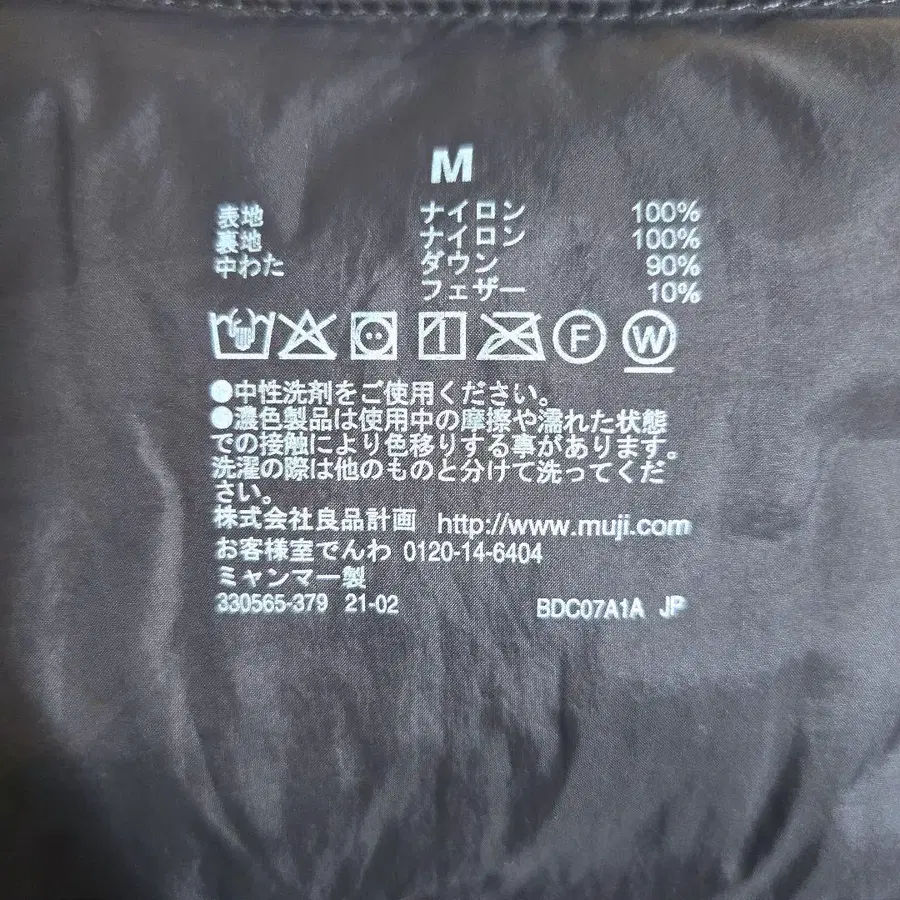 M
表地 ナイロン 100%
裏地 ナイロン 100%
中わた ダウン 90%
フェザー 10%
F W
●中性洗剤をご使用ください。
●濃色製品は使用中の摩擦や濡れた状態
での接触により色移りする事があります。
洗濯の際は他のものと分けて洗ってくだ
さい。
株式会社良品計画 http://www.muji.com
お客様室でんわ 0120-14-6404
ミャンマー製
330565-379 21-02 BDC07A1A JP